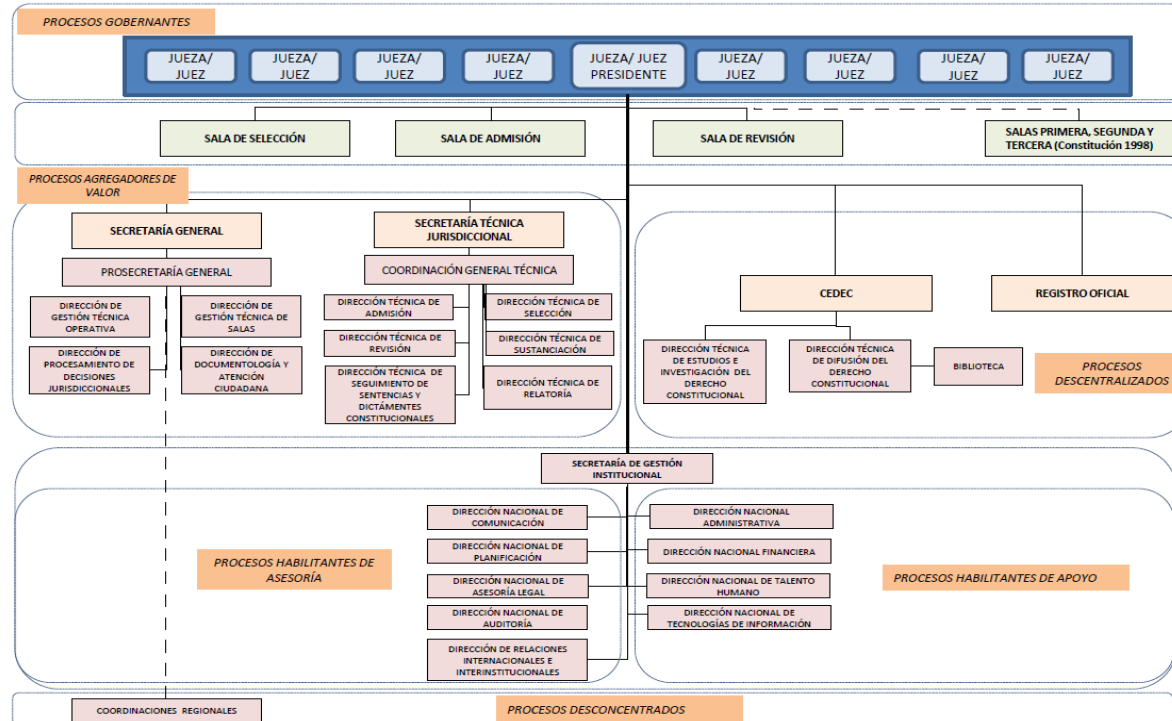 PROCESOS GOBERNANTES
JUEZA/
JUEZ
JUEZA/
JUEZ
JUEZA/
JUEZ
JUEZA/
JUEZ
JUEZA/ JUEZ
PRESIDENTE
JUEZA/
JUEZ
JUEZA/
JUEZ
JUEZA/
JUEZ
JUEZA/
JUEZ
SALA DE SELECCIÓN
SALA DE ADMISIÓN
SALA DE REVISIÓN
SALAS PRIMERA, SEGUNDA Y
TERCERA (Constitución 1998)
PROCESOS AGREGADORES DE
VALOR
SECRETARÍA GENERAL
SECRETARÍA TÉCNICA
JURISDICCIONAL
PROSECRETARÍA GENERAL
COORDINACIÓN GENERAL TÉCNICA
DIRECCIÓN DE
GESTIÓN TÉCNICA
OPERATIVA
DIRECCIÓN DE
GESTIÓN TÉCNICA DE
SALAS
DIRECCIÓN DE
PROCESAMIENTO DE
DECISIONES
JURISDICCIONALES
DIRECCIÓN DE
DOCUMENTOLOGÍA Y
ATENCIÓN
CIUDADANA
DIRECCIÓN TÉCNICA DE
ADMISIÓN
DIRECCIÓN TÉCNICA DE
SELECCIÓN
DIRECCIÓN TÉCNICA DE
REVISIÓN
DIRECCIÓN TÉCNICA DE
SUSTANCIACIÓN
DIRECCIÓN TÉCNICA DE
SEGUIMIENTO DE
SENTENCIAS Y
DICTÁMENTES
CONSTITUCIONALES
DIRECCIÓN TÉCNICA DE
RELATORÍA
CEDEC
REGISTRO OFICIAL
DIRECCIÓN TÉCNICA
DE ESTUDIOS E
INVESTIGACIÓN DEL
DERECHO
CONSTITUCIONAL
DIRECCIÓN TÉCNICA
DE DIFUSIÓN DEL
DERECHO
CONSTITUCIONAL
BIBLIOTECA
PROCESOS
DESCENTRALIZADOS
SECRETARÍA DE GESTIÓN
INSTITUCIONAL
DIRECCIÓN NACIONAL DE
COMUNICACIÓN
DIRECCIÓN NACIONAL
ADMINISTRATIVA
DIRECCIÓN NACIONAL DE
PLANIFICACIÓN
DIRECCIÓN NACIONAL FINANCIERA
PROCESOS HABILITANTES DE
ASESORÍA
DIRECCIÓN NACIONAL DE
ASESORÍA LEGAL
DIRECCIÓN NACIONAL DE TALENTO
HUMANO
PROCESOS HABILITANTES DE APOYO
DIRECCIÓN NACIONAL DE
AUDITORÍA
DIRECCIÓN NACIONAL DE
TECNOLOGÍAS DE INFORMACIÓN
DIRECCIÓN DE RELACIONES
INTERNACIONALES E
INTERINSTITUCIONALES
COORDINACIONES REGIONALES
PROCESOS DESCONCENTRADOS